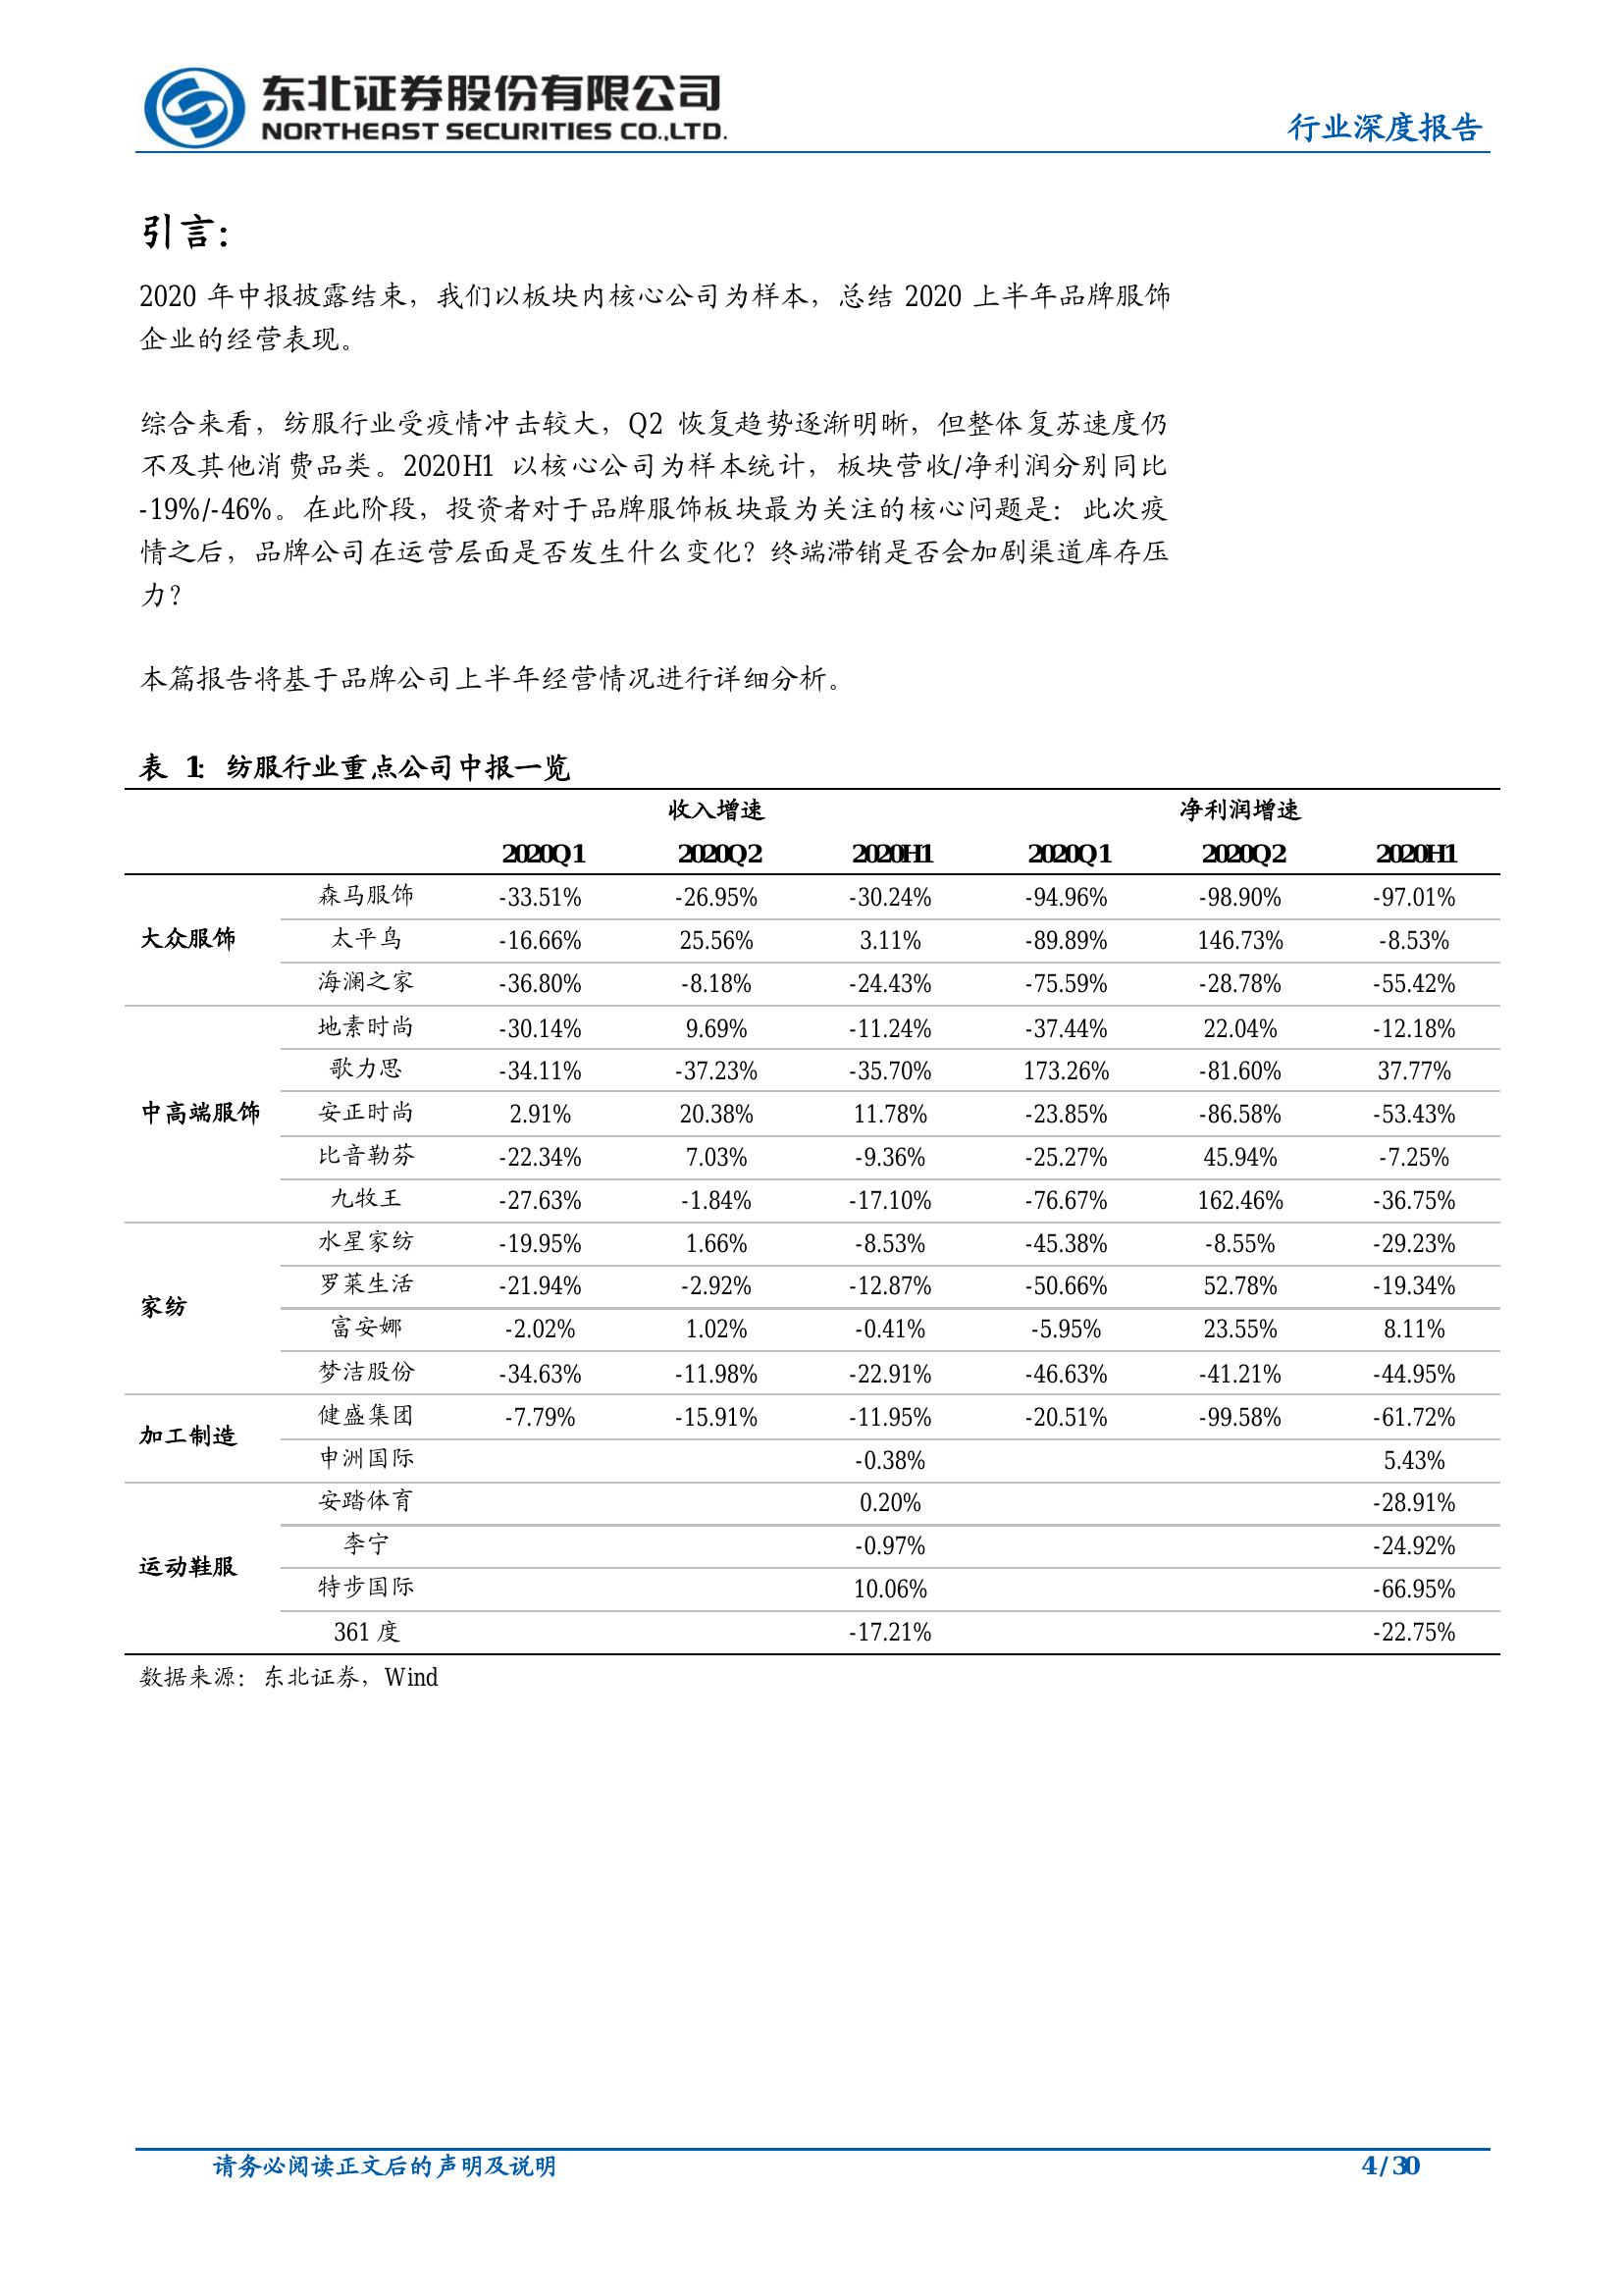 东北证券股份有限公司
NORTHEAST SECURITIES CO.,LTD.
行业深度报告
引言：
2020 年中报披露结束，我们以板块内核心公司为样本，总结 2020 上半年品牌服饰
企业的经营表现。
综合来看，纺服行业受疫情冲击较大，Q2 恢复趋势逐渐明晰，但整体复苏速度仍
不及其他消费品类。2020H1 以核心公司为样本统计，板块营收/净利润分别同比
-19%/-46%。在此阶段，投资者对于品牌服饰板块最为关注的核心问题是：此次疫
情之后，品牌公司在运营层面是否发生什么变化？终端滞销是否会加剧渠道库存压
力？
本篇报告将基于品牌公司上半年经营情况进行详细分析。
表 1：纺服行业重点公司中报一览
收入增速 净利润增速
2020Q1 2020Q2 2020H1 2020Q1 2020Q2 2020H1
大众服饰
森马服饰 -33.51% -26.95% -30.24% -94.96% -98.90% -97.01%
太平鸟 -16.66% 25.56% 3.11% -89.89% 146.73% -8.53%
海澜之家 -36.80% -8.18% -24.43% -75.59% -28.78% -55.42%
中高端服饰
地素时尚 -30.14% 9.69% -11.24% -37.44% 22.04% -12.18%
歌力思 -34.11% -37.23% -35.70% 173.26% -81.60% 37.77%
安正时尚 2.91% 20.38% 11.78% -23.85% -86.58% -53.43%
比音勒芬 -22.34% 7.03% -9.36% -25.27% 45.94% -7.25%
九牧王 -27.63% -1.84% -17.10% -76.67% 162.46% -36.75%
家纺
水星家纺 -19.95% 1.66% -8.53% -45.38% -8.55% -29.23%
罗莱生活 -21.94% -2.92% -12.87% -50.66% 52.78% -19.34%
富安娜 -2.02% 1.02% -0.41% -5.95% 23.55% 8.11%
梦洁股份 -34.63% -11.98% -22.91% -46.63% -41.21% -44.95%
加工制造
健盛集团 -7.79% -15.91% -11.95% -20.51% -99.58% -61.72%
申洲国际 -0.38% 5.43%
运动鞋服
安踏体育 0.20% -28.91%
李宁 -0.97% -24.92%
特步国际 10.06% -66.95%
361 度 -17.21% -22.75%
数据来源：东北证券，Wind
请务必阅读正文后的声明及说明
4 / 30